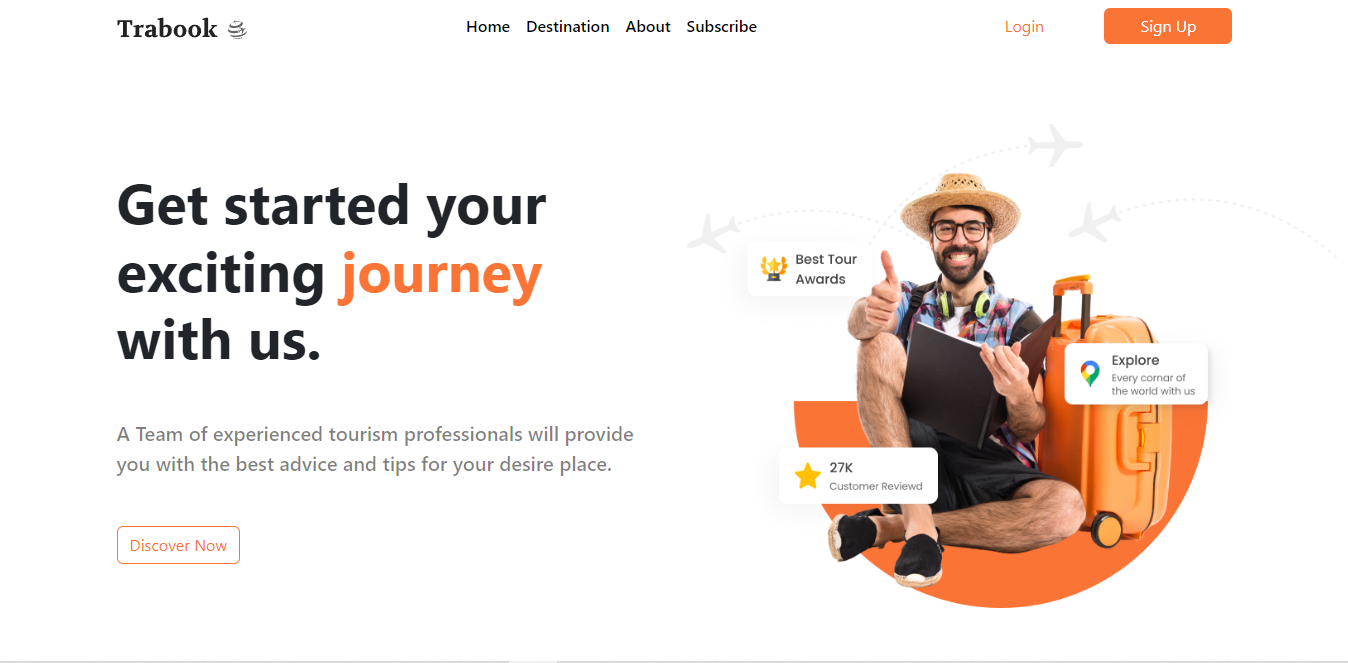 Trabook
Home Destination About Subscribe
Login
Sign Up
Get started your
exciting journey
with us.
A Team of experienced tourism professionals will provide
you with the best advice and tips for your desire place.
Discover Now
Best Tour
Awards
Explore
Every cornar of
the world with us
27K
Customer Reviewd